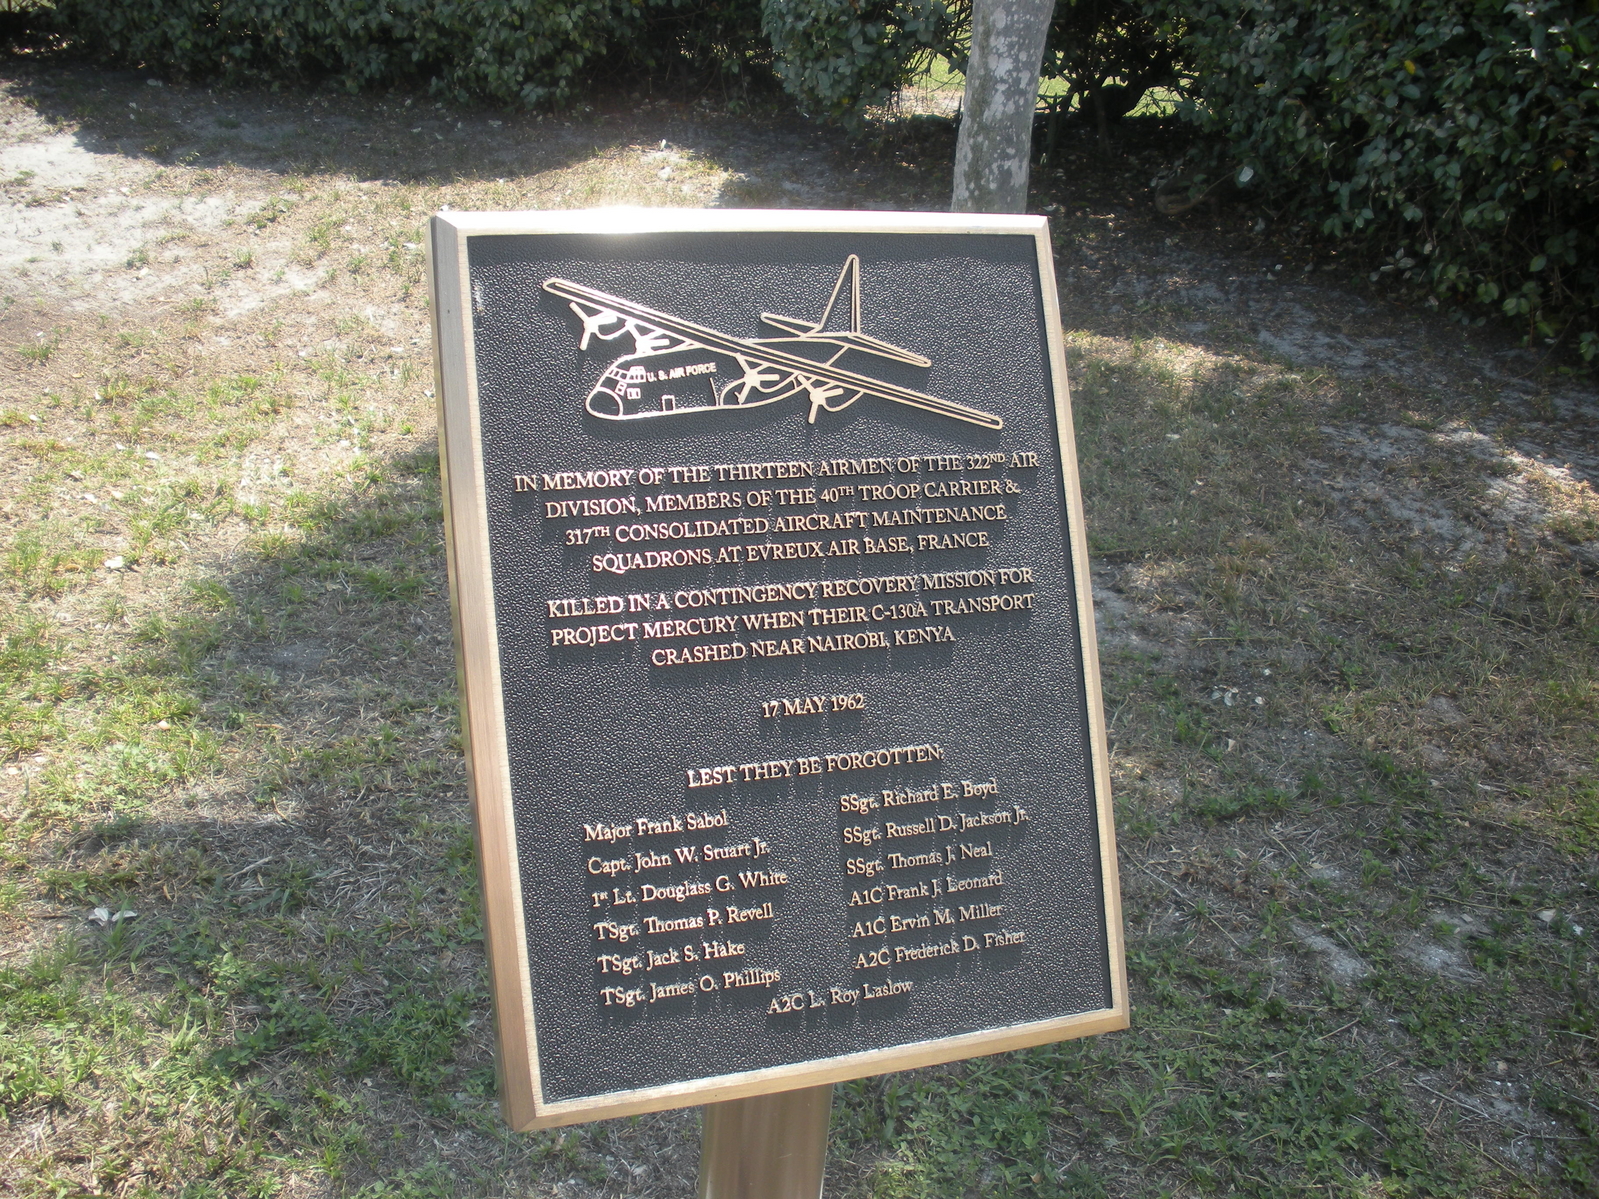 U. S. AIR FORCE
IN MEMORY OF THE THIRTEEN AIRMEN OF THE 322ND AIR
DIVISION, MEMBERS OF THE 40TH TROOP CARRIER &
317TH CONSOLIDATED AIRCRAFT MAINTENANCE
SQUADRONS AT EVREUX AIR BASE, FRANCE
KILLED IN A CONTINGENCY RECOVERY MISSION FOR
PROJECT MERCURY WHEN THEIR C-130A TRANSPORT
CRASHED NEAR NAIROBI, KENYA
17 MAY 1962
LEST THEY BE FORGOTTEN:
Major Frank Sabol
Capt. John W. Stuart Jr.
1st Lt. Douglass G. White
TSgt. Thomas P. Revell
TSgt. Jack S. Hake
TSgt. James O. Phillips
SSgt. Richard E. Boyd
SSgt. Russell D. Jackson Jr.
SSgt. Thomas J. Neal
A1C Frank J. Leonard
A1C Ervin M. Miller
A2C Frederick D. Fisher
A2C L. Roy Laslow